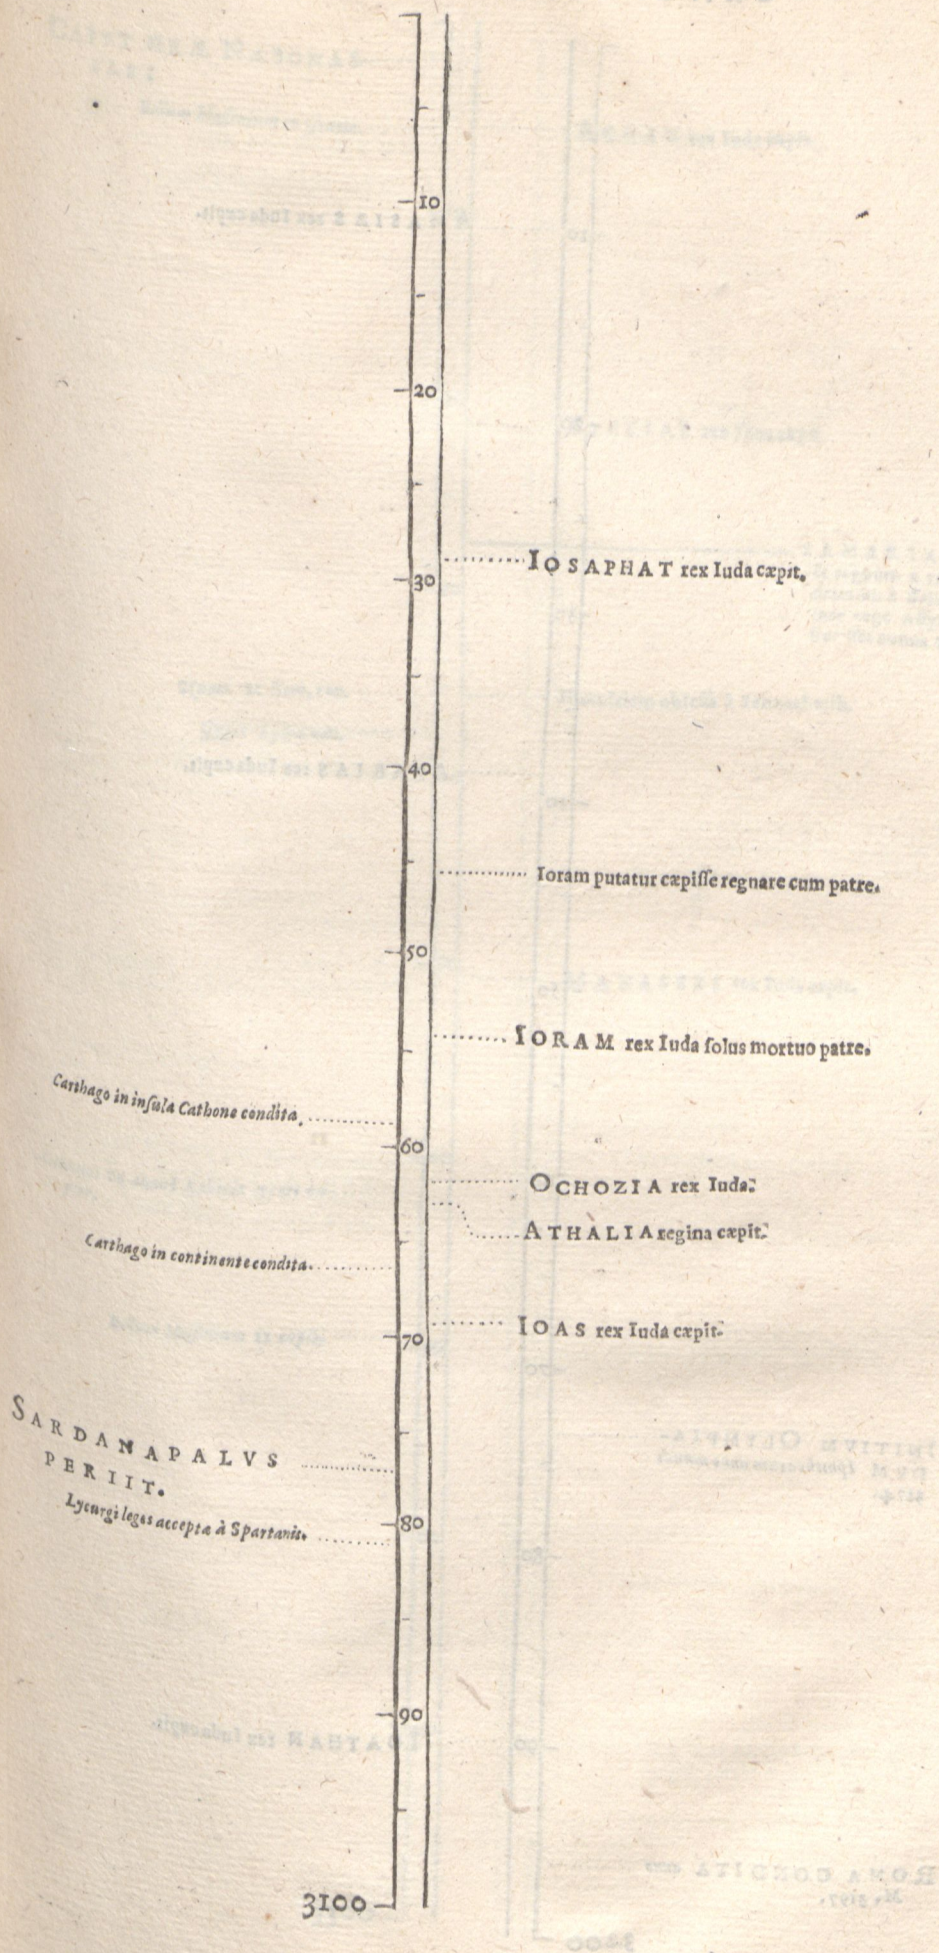 10
20
IOSAPHAT rex Iuda cæpit.
30
40
Ioram putatur cæpiſſe regnare cum patre.
50
IORAM rex Iuda ſolus mortuo patre.
Carthago in inſula Cathono condita.
60
OCHOZIA rex Iuda.
ATHALIA regina cæpit.
Carthago in continente condita.
IOAS rex Iuda cæpit.
70
SARDANAPALVS
PERIIT.
80
Lycurgi leges acceptæ à Spartanis.
90
3100